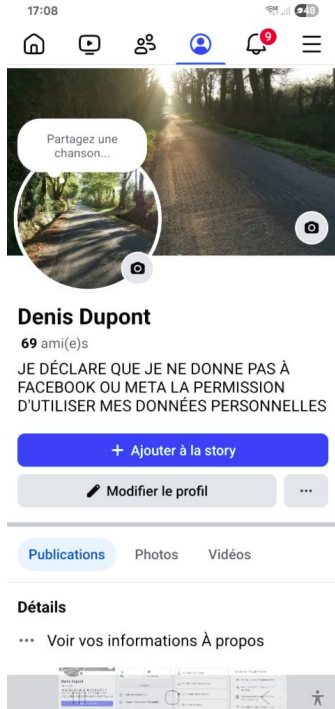 17:08
48
9
Partagez une
chanson...
Denis Dupont
69 ami(e)s
JE DÉCLARE QUE JE NE DONNE PAS À
FACEBOOK OU META LA PERMISSION
D'UTILISER MES DONNÉES PERSONNELLES
+ Ajouter à la story
Modifier le profil
...
Publications Photos Vidéos
Détails
... Voir vos informations À propos